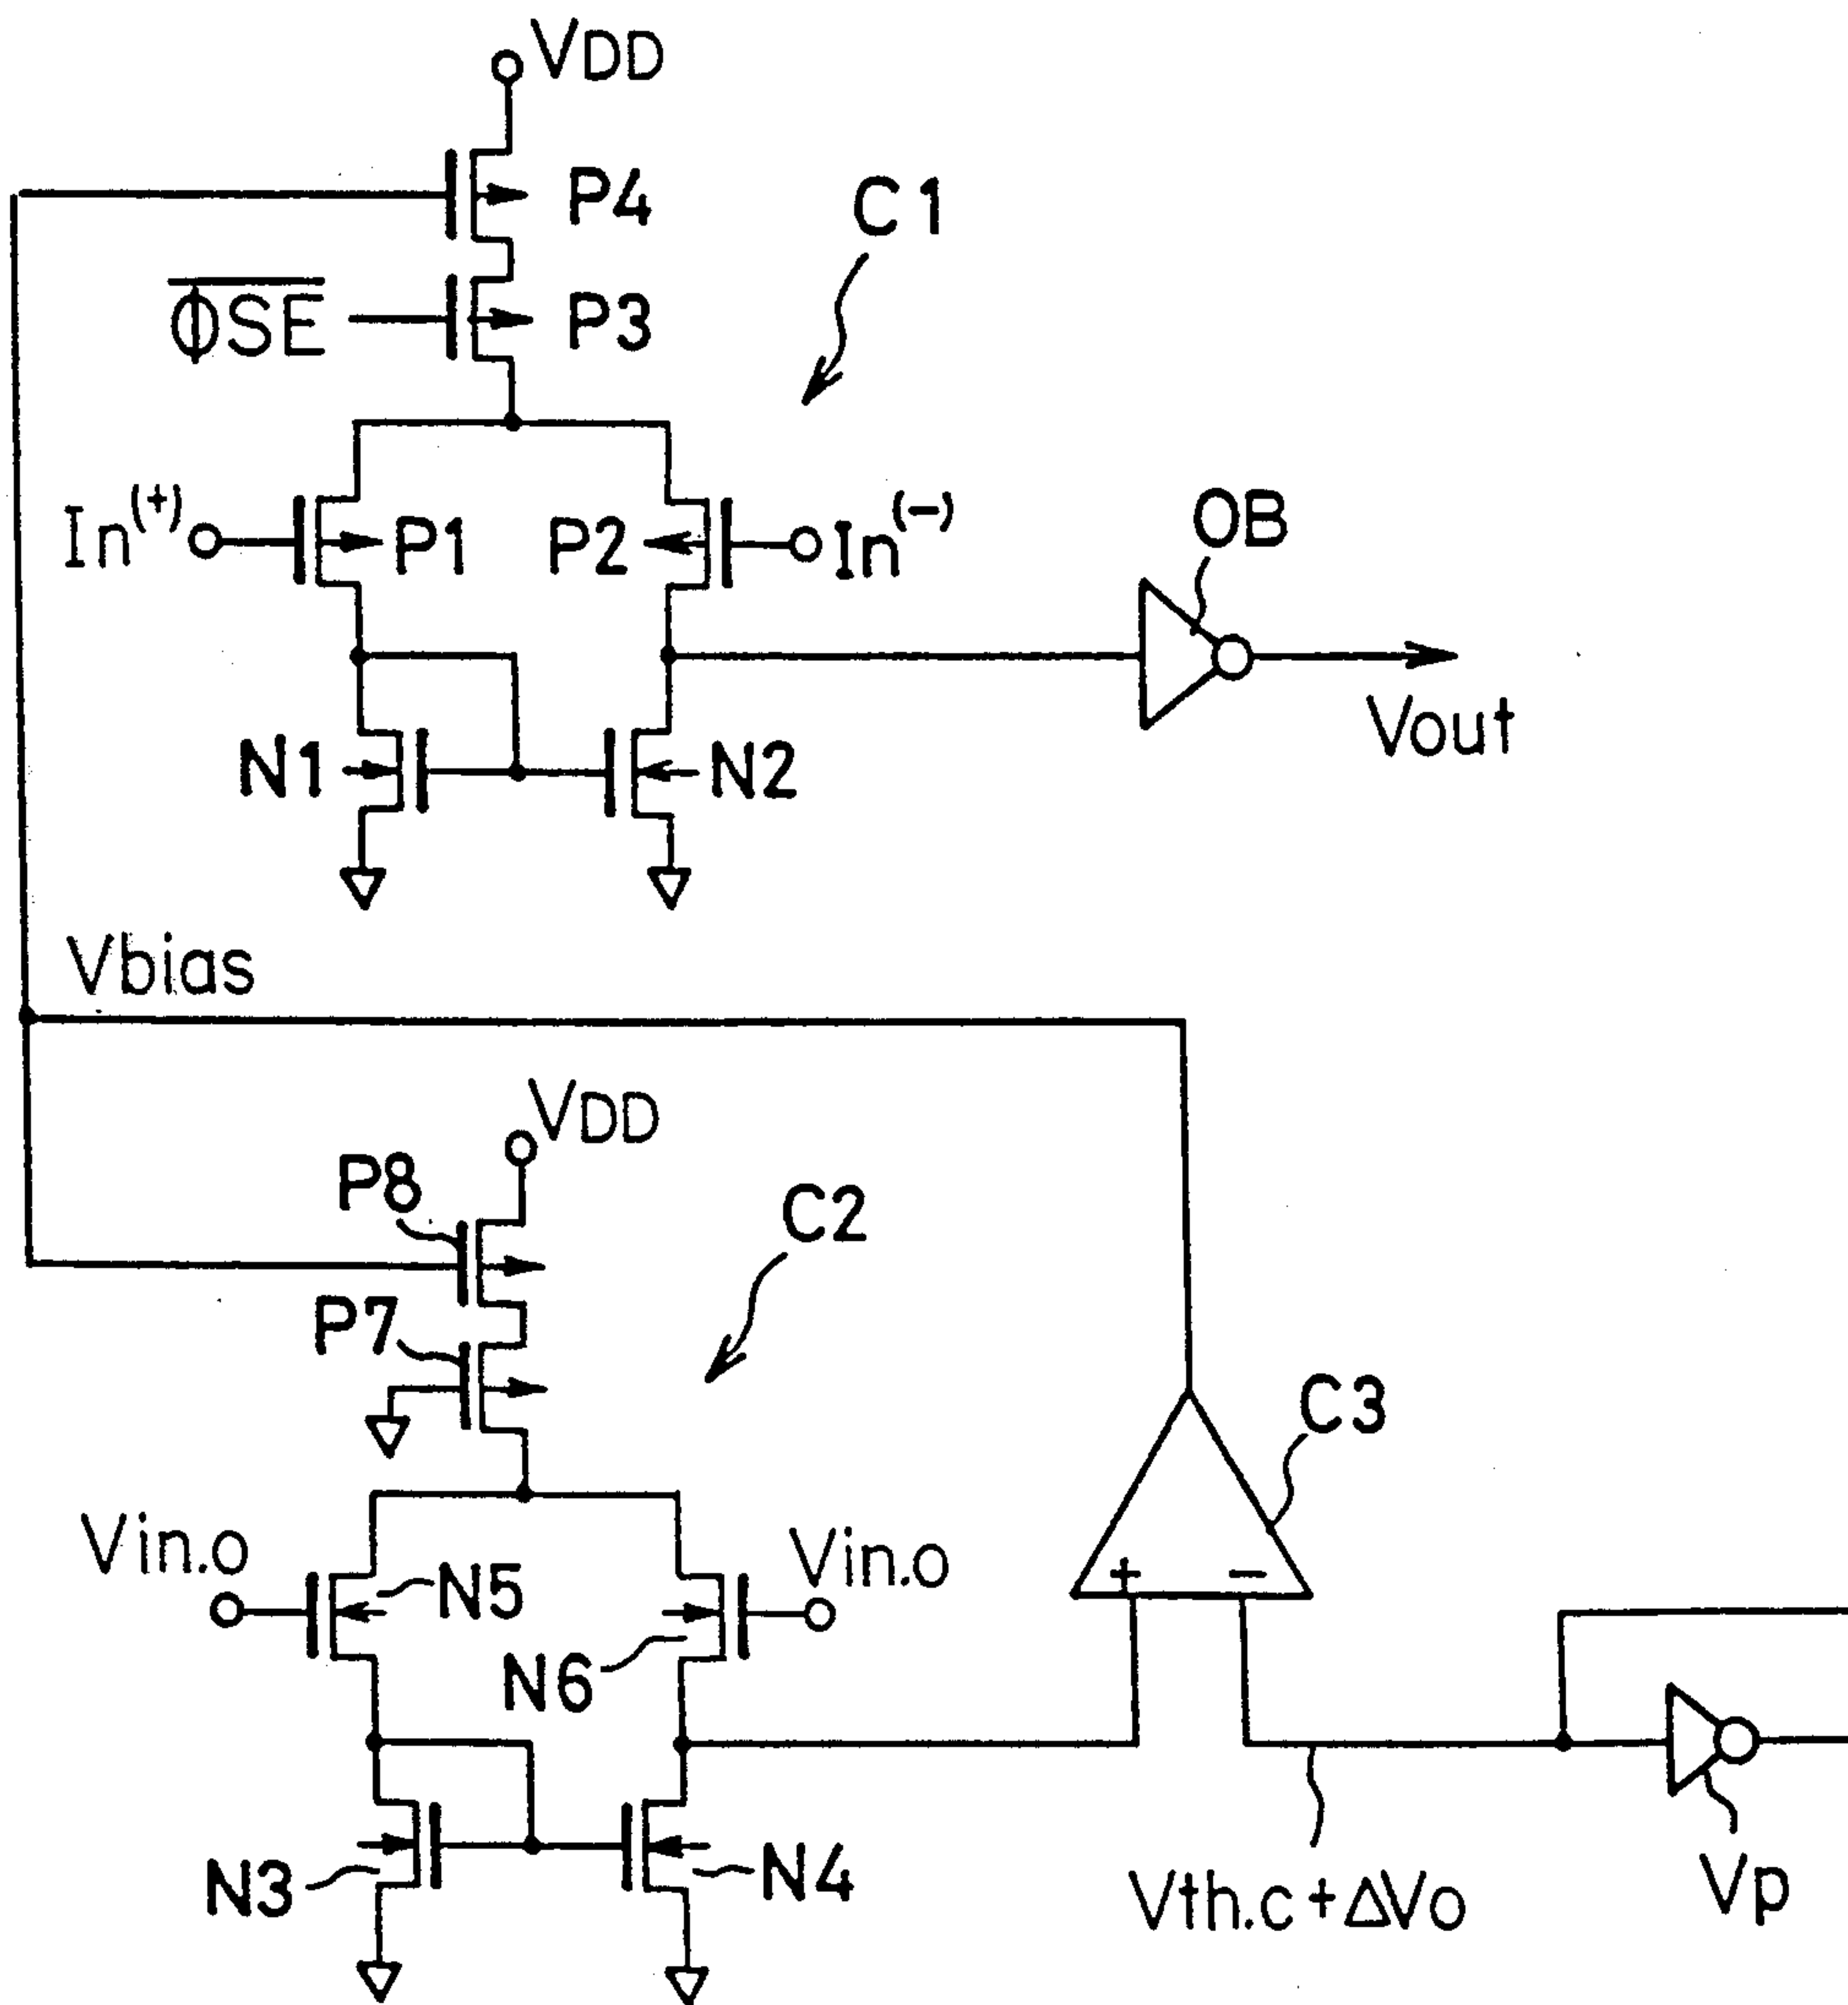 VDD
P4
C1
Φ̅S̅E̅
P3
In(+)
P1
P2
In(-)
OB
Vout
N1
N2
Vbias
VDD
P8
C2
P7
C3
Vin.o
N5
Vin.o
+
-
N6
N3
N4
Vth.c+ΔVo
Vp